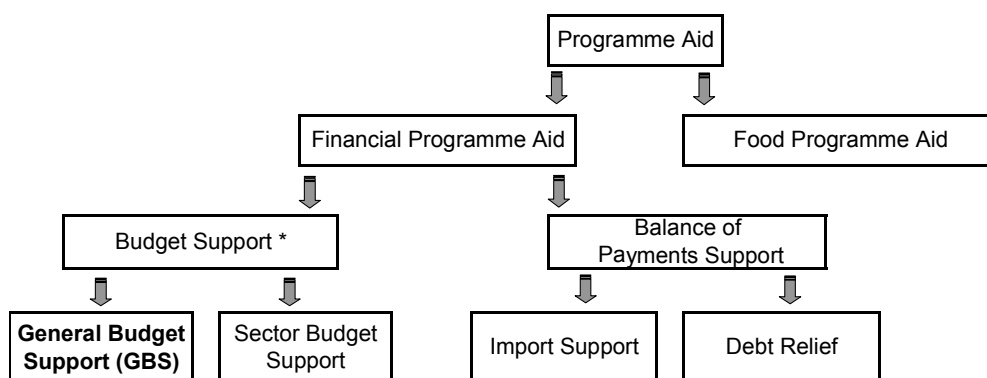 Programme Aid
Financial Programme Aid
Food Programme Aid
Budget Support *
Balance of
Payments Support
General Budget
Support (GBS)
Sector Budget
Support
Import Support
Debt Relief